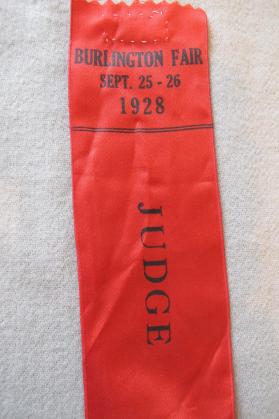 BURLINGTON FAIR
SEPT. 25 - 26
1928
JUDGE